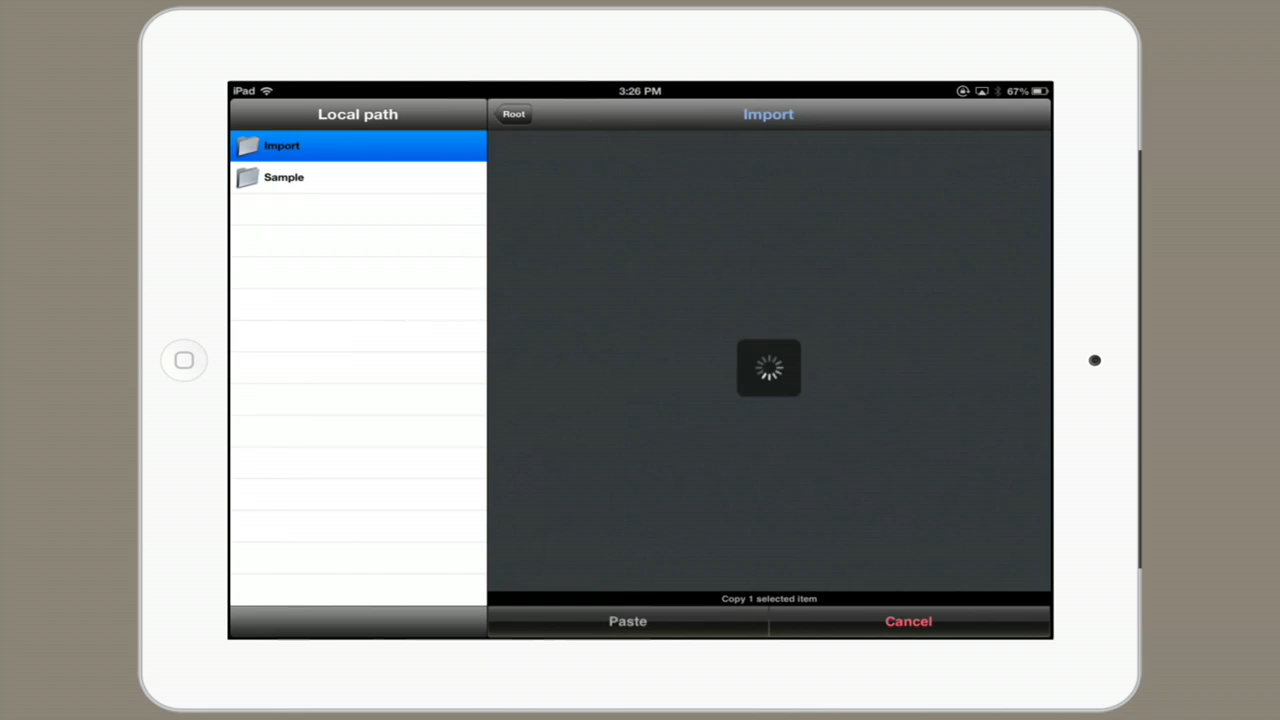 iPad
3:26 PM
67%
Local path
Root
Import
Import
Sample
Copy 1 selected item
Paste
Cancel